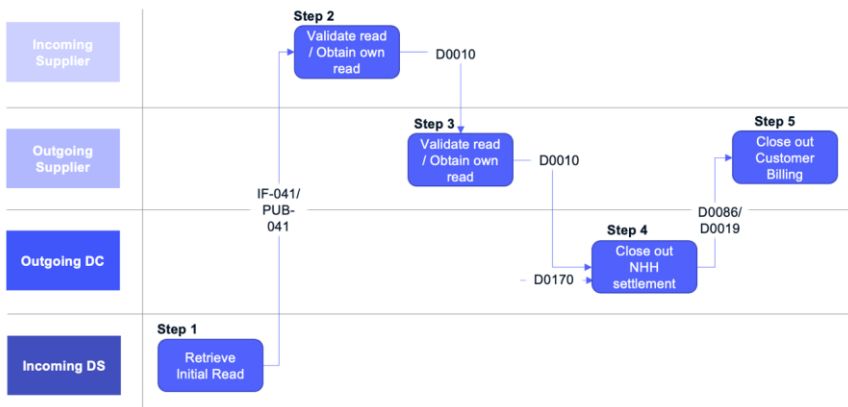 Incoming
Supplier
Step 2
Validate read
/ Obtain own
read
D0010
Outgoing
Supplier
Step 3
Validate read
/ Obtain own
read
D0010
Step 5
Close out
Customer
Billing
IF-041/
PUB-
041
D0086/
D0019
Outgoing DC
Step 4
Close out
NHH
settlement
D0170
Incoming DS
Step 1
Retrieve
Initial Read